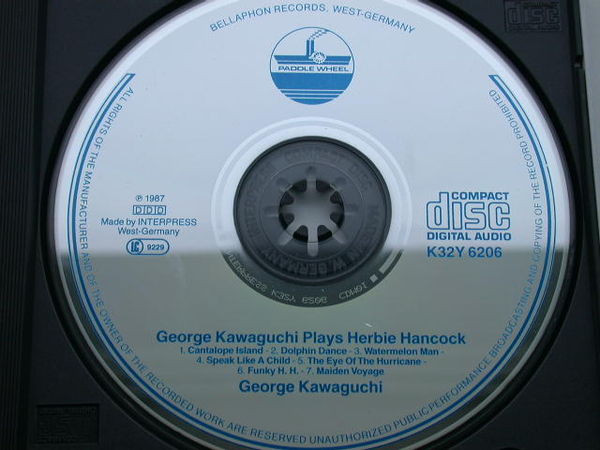 BELLAPHON RECORDS, WEST-GERMANY
PADDLE WHEEL
ALL RIGHTS OF THE MANUFACTURER AND OF THE OWNER OF THE RECORDED WORK ARE RESERVED UNAUTHORIZED PUBLIC PERFORMANCE BROADCASTING AND COPYING OF THE RECORD PROHIBITED
℗ 1987
DDD
Made by INTERPRESS
West-Germany
LC 9229
COMPACT
disc
DIGITAL AUDIO
K32Y 6206
George Kawaguchi Plays Herbie Hancock
1. Cantalope Island - 2. Dolphin Dance - 3. Watermelon Man -
4. Speak Like A Child - 5. The Eye Of The Hurricane -
6. Funky H. H. - 7. Maiden Voyage
George Kawaguchi